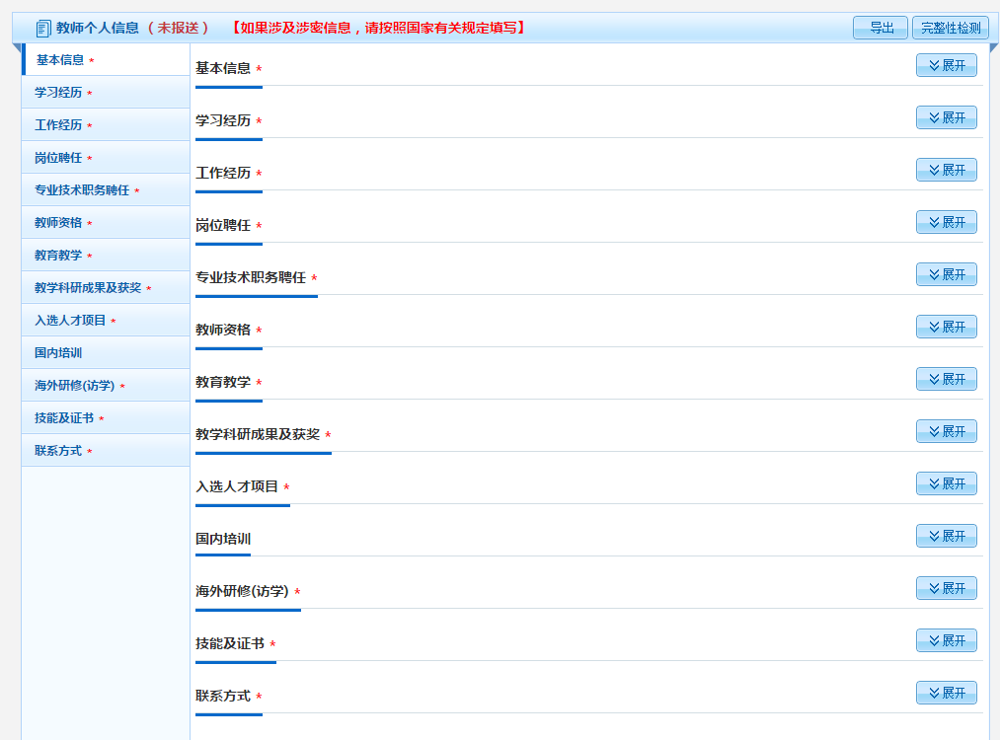 教师个人信息（未报送） 【如果涉及涉密信息，请按照国家有关规定填写】 导出 完整性检测
基本信息 *
学习经历 *
工作经历 *
岗位聘任 *
专业技术职务聘任 *
教师资格 *
教育教学 *
教学科研成果及获奖 *
入选人才项目 *
国内培训
海外研修(访学) *
技能及证书 *
联系方式 *
基本信息 * 展开
学习经历 * 展开
工作经历 * 展开
岗位聘任 * 展开
专业技术职务聘任 * 展开
教师资格 * 展开
教育教学 * 展开
教学科研成果及获奖 * 展开
入选人才项目 * 展开
国内培训 展开
海外研修(访学) * 展开
技能及证书 * 展开
联系方式 * 展开